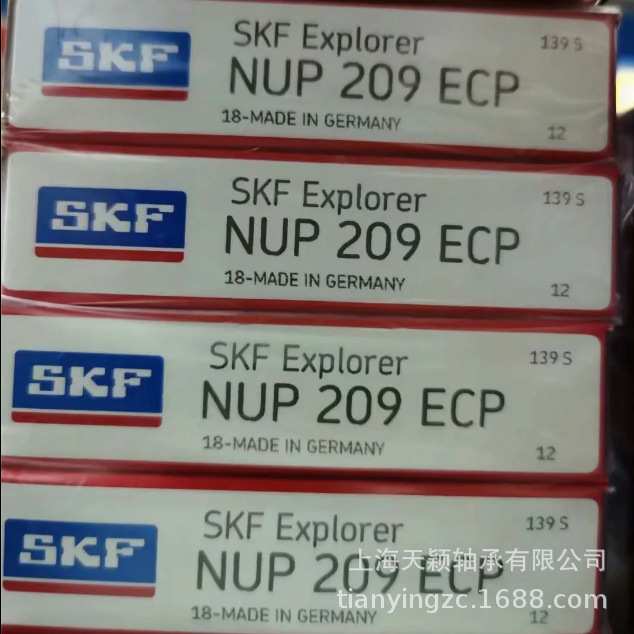 SKF
SKF Explorer
139 S
NUP 209 ECP
18-MADE IN GERMANY
12
SKF
SKF Explorer
139 S
NUP 209 ECP
18-MADE IN GERMANY
12
SKF
SKF Explorer
139 S
NUP 209 ECP
18-MADE IN GERMANY
12
SKF
SKF Explorer
139 S
NUP 209 ECP
18-MADE IN GERMANY
12
上海天颖轴承有限公司
tianyingzc.1688.com